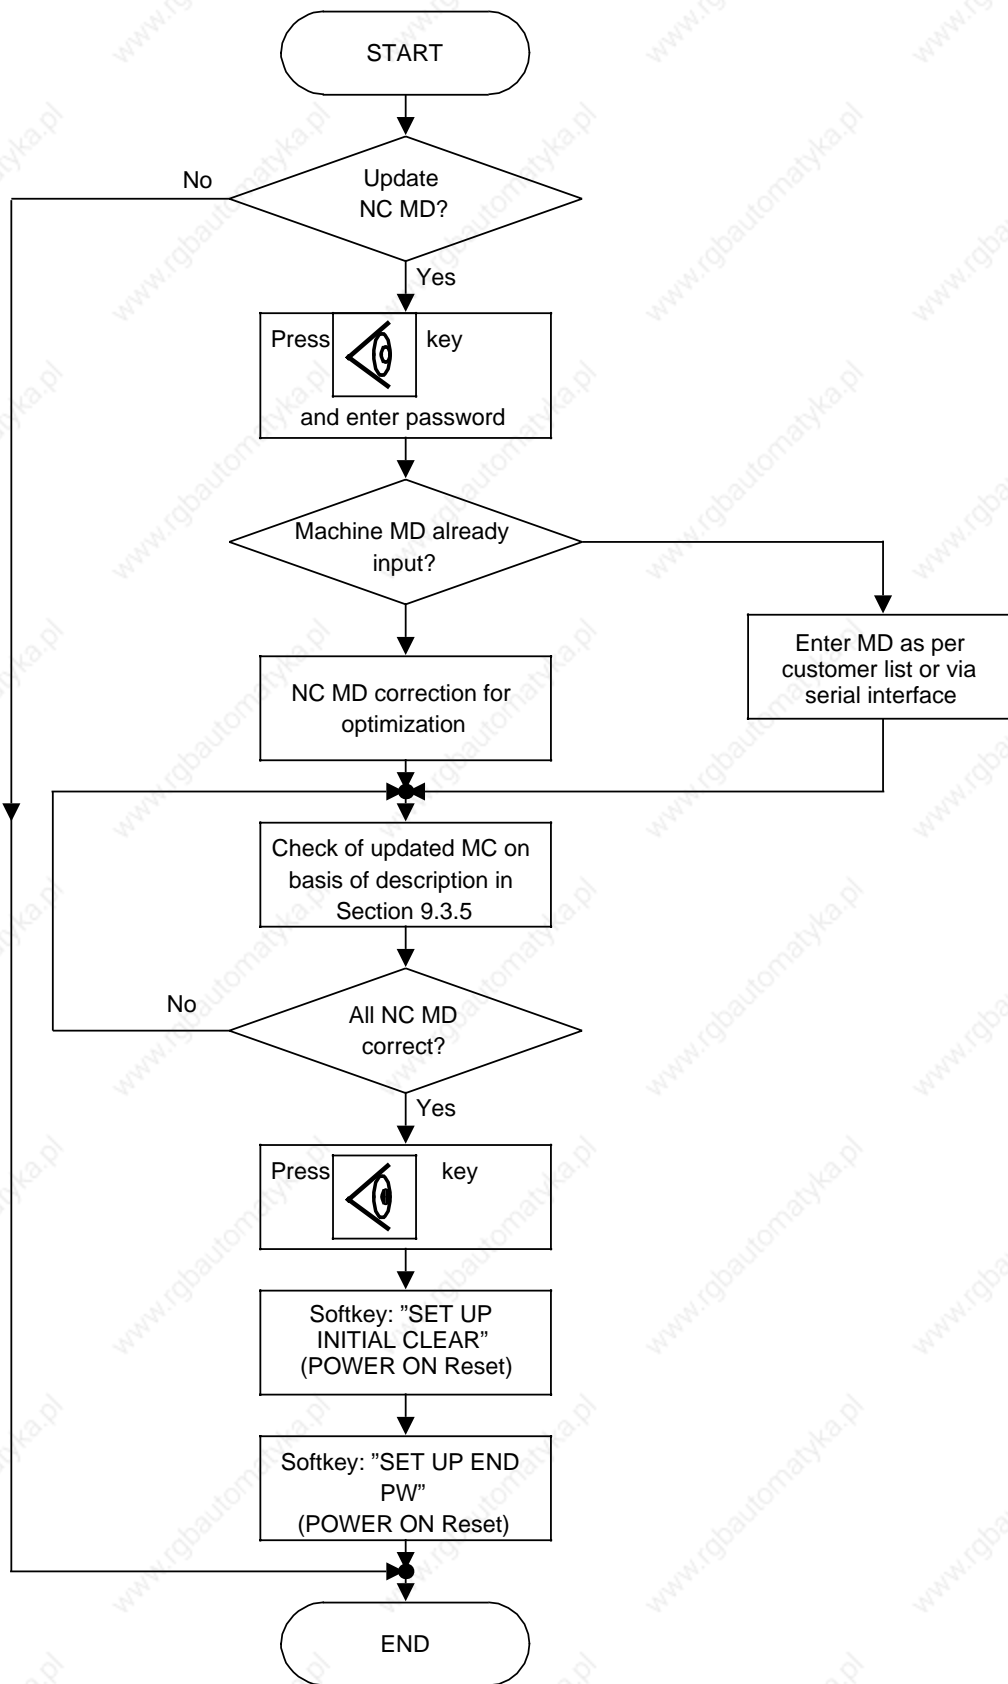 START
Update
NC MD?
No
Yes
Press key
and enter password
Machine MD already
input?
Enter MD as per
customer list or via
serial interface
NC MD correction for
optimization
Check of updated MC on
basis of description in
Section 9.3.5
All NC MD
correct?
No
Yes
Press key
Softkey: ”SET UP
INITIAL CLEAR”
(POWER ON Reset)
Softkey: ”SET UP END
PW”
(POWER ON Reset)
END
www.rgbautomatyka.pl